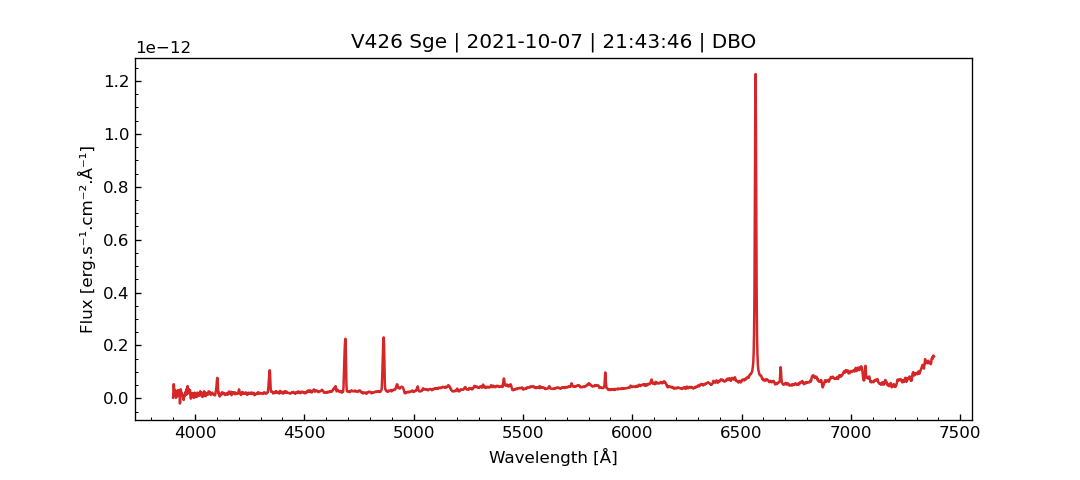 V426 Sge | 2021-10-07 | 21:43:46 | DBO
1e−12
1.2
1.0
0.8
0.6
0.4
0.2
0.0
Flux [erg.s⁻¹.cm⁻².Å⁻¹]
4000 4500 5000 5500 6000 6500 7000 7500
Wavelength [Å]